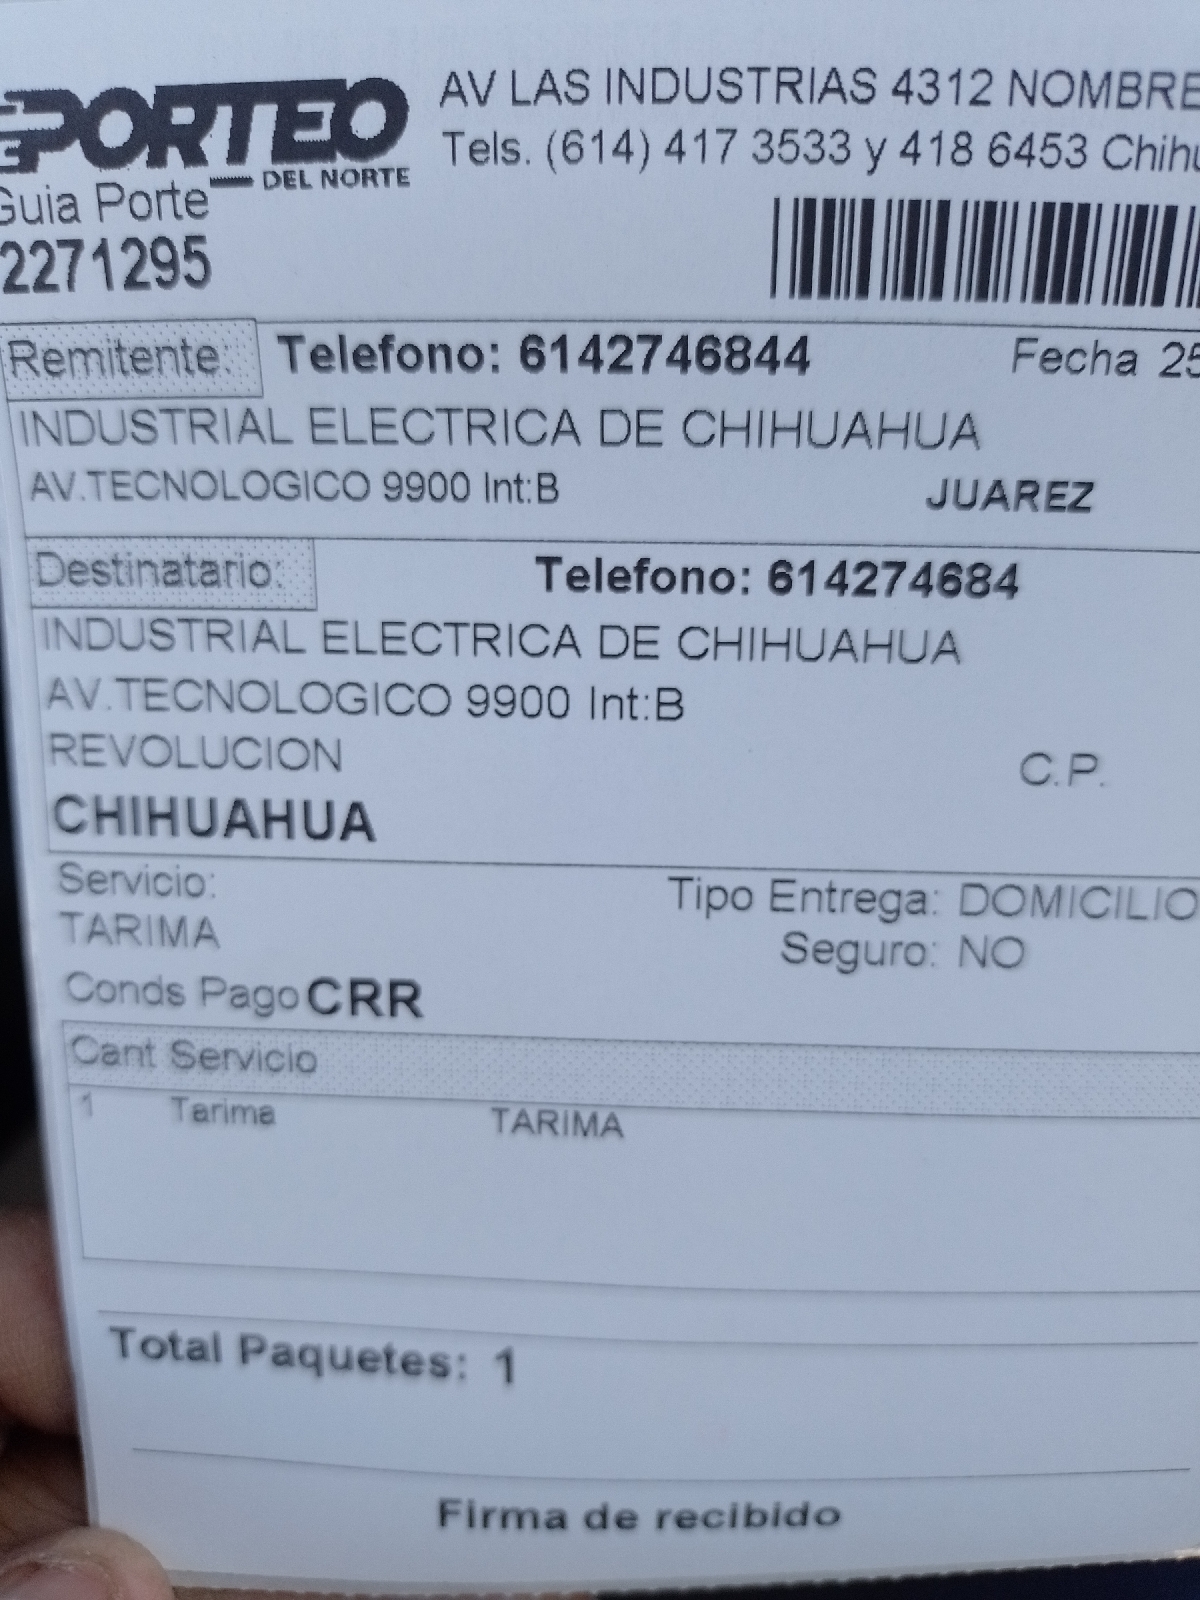 PORTEO
DEL NORTE
AV LAS INDUSTRIAS 4312 NOMBRE
Tels. (614) 417 3533 y 418 6453 Chihu
Guia Porte
2271295
Remitente: Telefono: 6142746844 Fecha 25
INDUSTRIAL ELECTRICA DE CHIHUAHUA
AV.TECNOLOGICO 9900 Int:B JUAREZ
Destinatario: Telefono: 614274684
INDUSTRIAL ELECTRICA DE CHIHUAHUA
AV.TECNOLOGICO 9900 Int:B
REVOLUCION C.P.
CHIHUAHUA
Servicio: Tipo Entrega: DOMICILIO
TARIMA Seguro: NO
Conds Pago CRR
Cant Servicio
1 Tarima TARIMA
Total Paquetes: 1
Firma de recibido